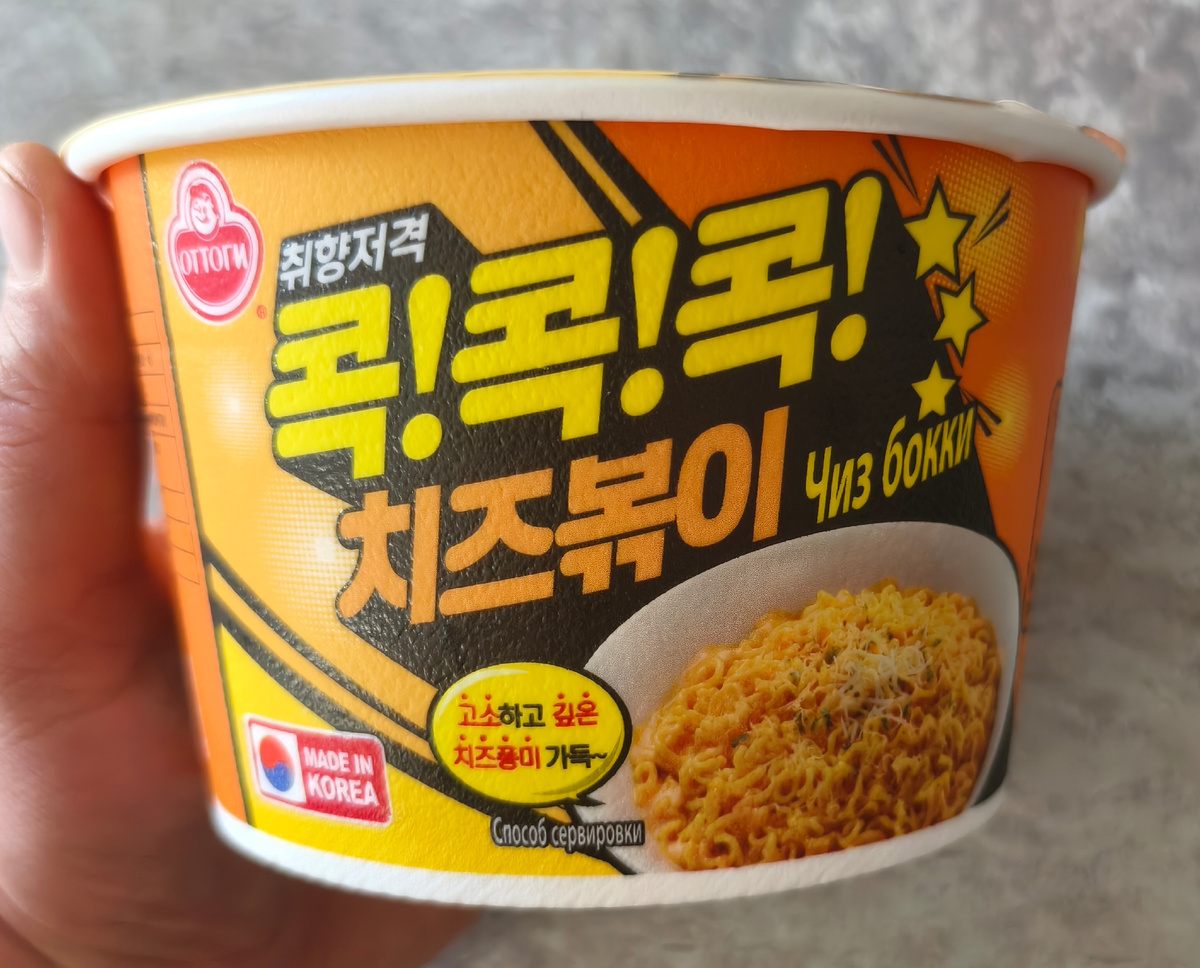 ОТТОГИ
®
취향저격
콕! 콕! 콕!
치즈볶이
Чиз бокки
고소하고 깊은
치즈풍미 가득~
MADE IN
KOREA
Способ сервировки